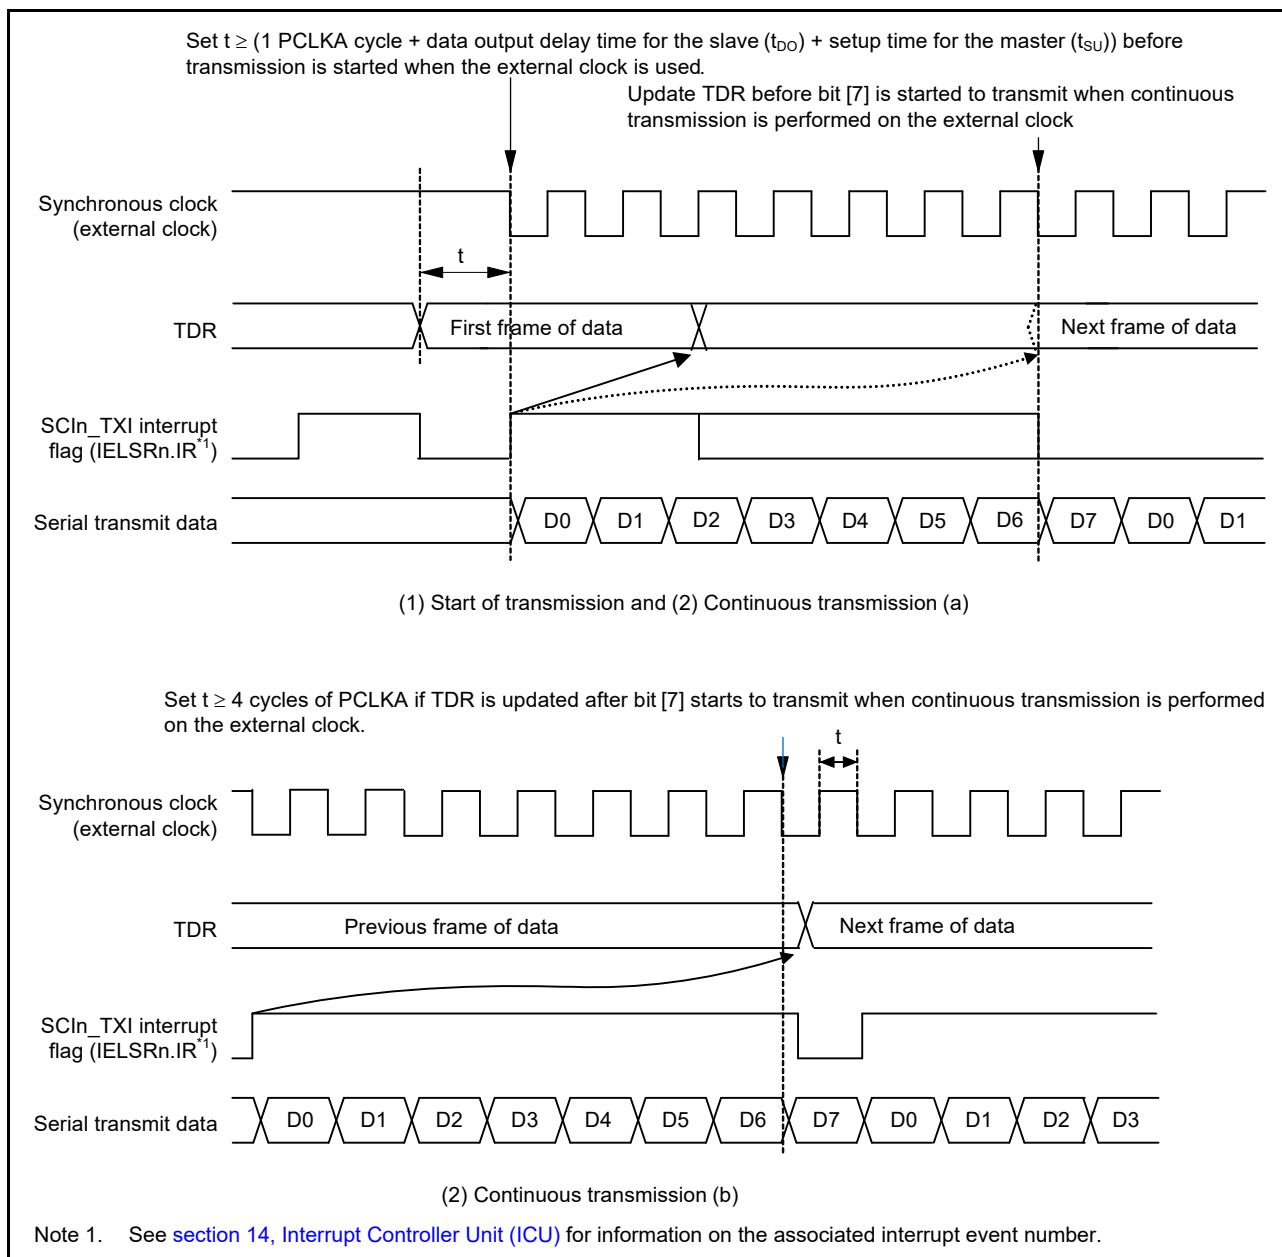 Set t ≥ (1 PCLKA cycle + data output delay time for the slave (tDO) + setup time for the master (tSU)) before
transmission is started when the external clock is used.
Update TDR before bit [7] is started to transmit when continuous
transmission is performed on the external clock
Synchronous clock
(external clock)
t
TDR
First frame of data
Next frame of data
SCIn_TXI interrupt
flag (IELSRn.IR*1)
Serial transmit data
D0 D1 D2 D3 D4 D5 D6 D7 D0 D1
(1) Start of transmission and (2) Continuous transmission (a)
Set t ≥ 4 cycles of PCLKA if TDR is updated after bit [7] starts to transmit when continuous transmission is performed
on the external clock.
t
Synchronous clock
(external clock)
TDR
Previous frame of data
Next frame of data
SCIn_TXI interrupt
flag (IELSRn.IR*1)
Serial transmit data
D0 D1 D2 D3 D4 D5 D6 D7 D0 D1 D2 D3
(2) Continuous transmission (b)
Note 1. See section 14, Interrupt Controller Unit (ICU) for information on the associated interrupt event number.